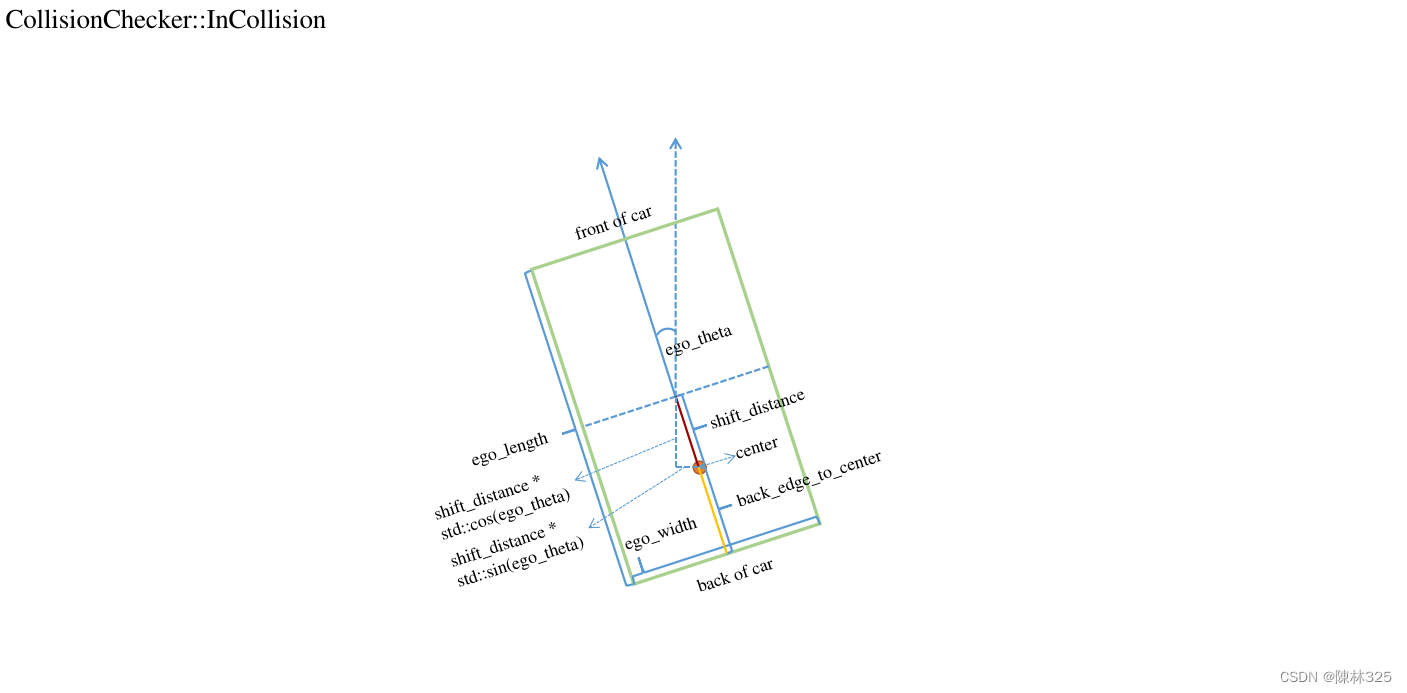 CollisionChecker::InCollision
front of car
ego_theta
shift_distance
ego_length
center
back_edge_to_center
shift_distance *
std::cos(ego_theta)
shift_distance *
std::sin(ego_theta)
ego_width
back of car
CSDN @陳林325